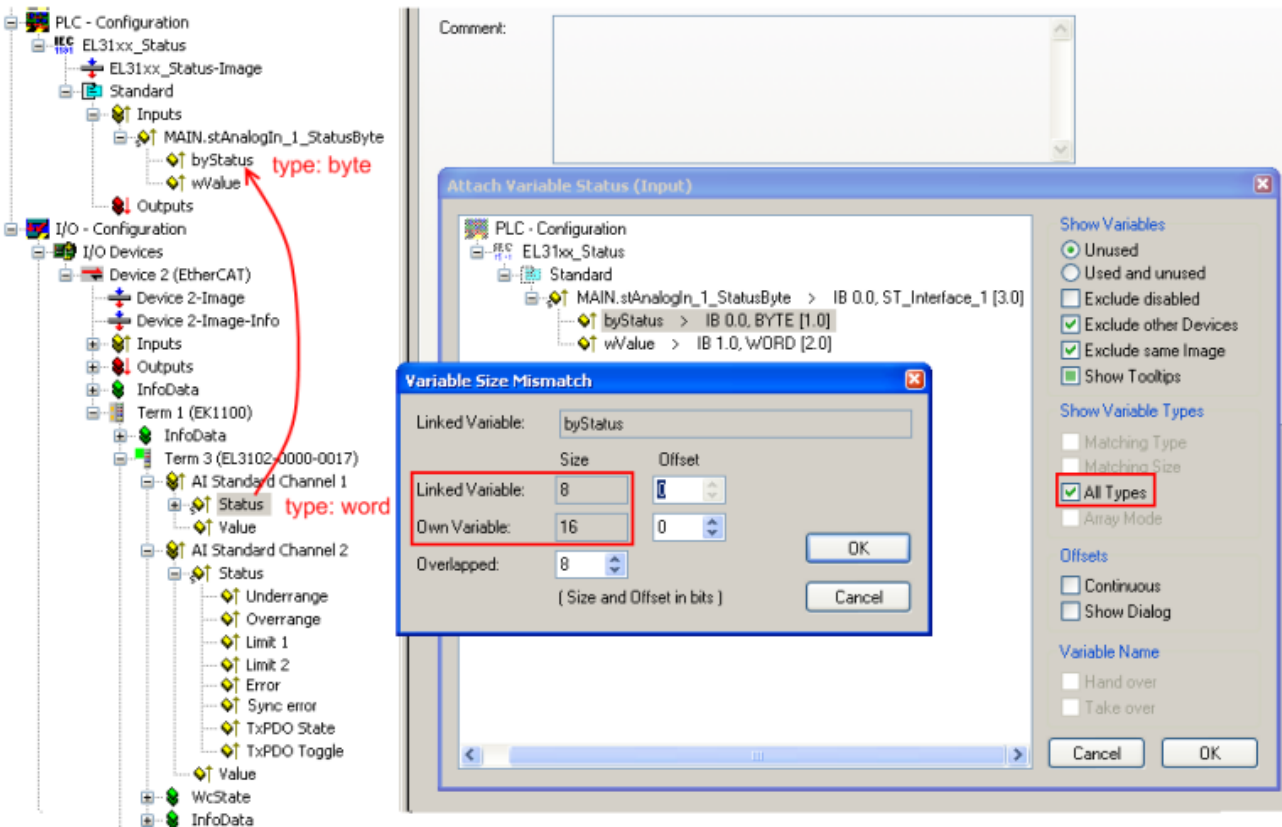 PLC - Configuration
EL31xx_Status
EL31xx_Status-Image
Standard
Inputs
MAIN.stAnalogIn_1_StatusByte
byStatus
type: byte
wValue
Outputs
I/O - Configuration
I/O Devices
Device 2 (EtherCAT)
Device 2-Image
Device 2-Image-Info
Inputs
Outputs
InfoData
Term 1 (EK1100)
InfoData
Term 3 (EL3102-0000-0017)
AI Standard Channel 1
Status
type: word
Value
AI Standard Channel 2
Status
Underrange
Overrange
Limit 1
Limit 2
Error
Sync error
TxPDO State
TxPDO Toggle
Value
WcState
InfoData
Comment:
Attach Variable Status (Input)
PLC - Configuration
EL31xx_Status
Standard
MAIN.stAnalogIn_1_StatusByte > IB 0.0, ST_Interface_1 [3.0]
byStatus > IB 0.0, BYTE [1.0]
wValue > IB 1.0, WORD [2.0]
Variable Size Mismatch
Linked Variable: byStatus
Size Offset
Linked Variable: 8 0
Own Variable: 16 0
Overlapped: 8
( Size and Offset in bits )
OK
Cancel
Show Variables
Unused
Used and unused
Exclude disabled
Exclude other Devices
Exclude same Image
Show Tooltips
Show Variable Types
Matching Type
Matching Size
All Types
Array Mode
Offsets
Continuous
Show Dialog
Variable Name
Hand over
Take over
Cancel OK